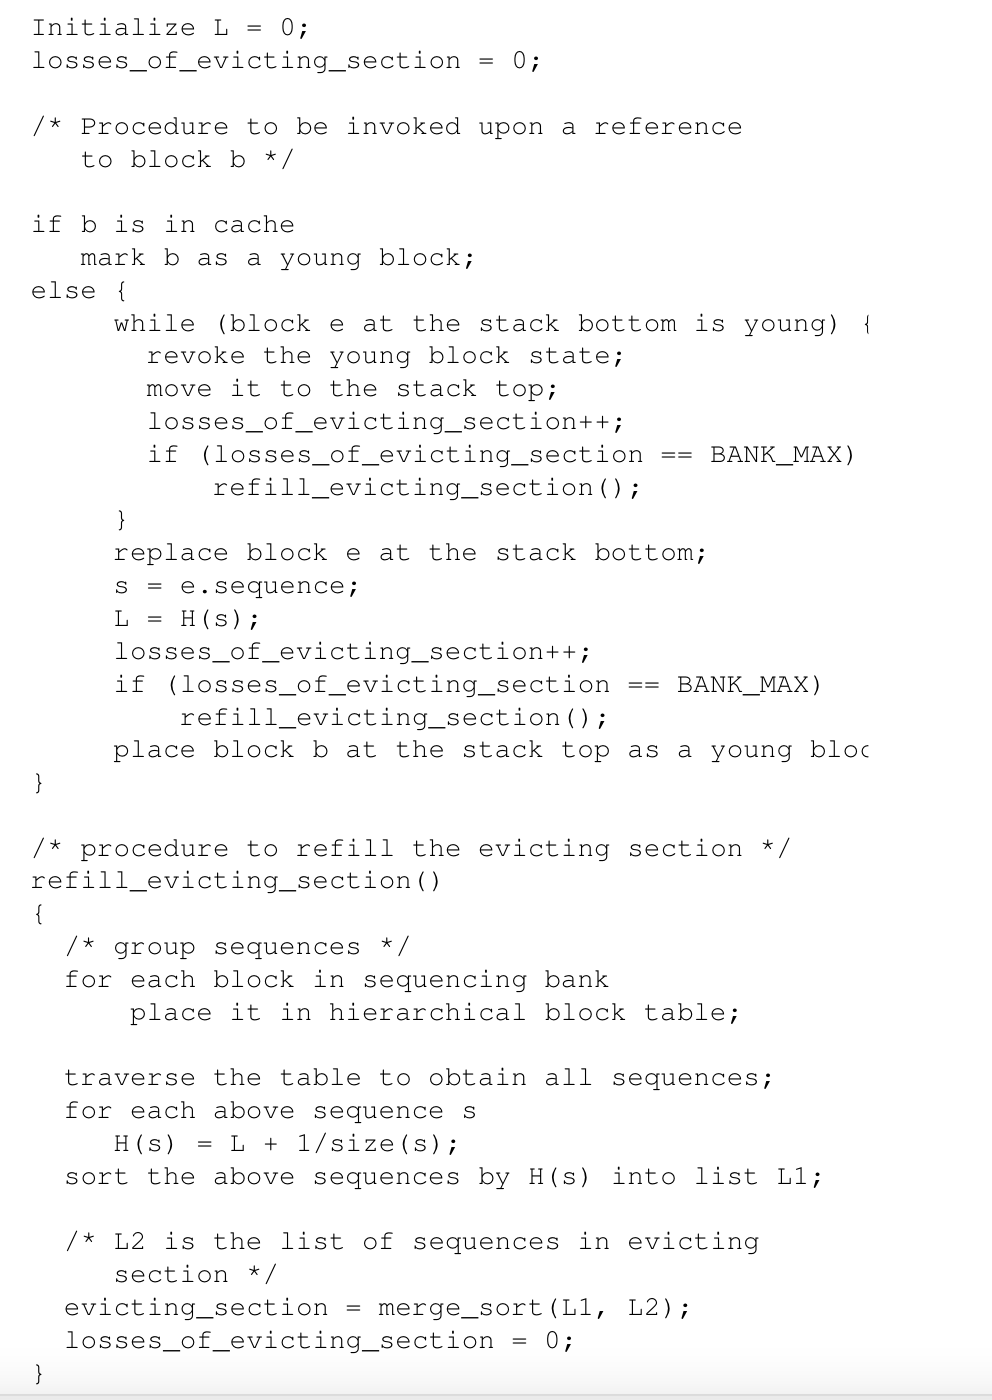 Initialize L = 0;
losses_of_evicting_section = 0;
/* Procedure to be invoked upon a reference
to block b */
if b is in cache
mark b as a young block;
else {
while (block e at the stack bottom is young) {
revoke the young block state;
move it to the stack top;
losses_of_evicting_section++;
if (losses_of_evicting_section == BANK_MAX)
refill_evicting_section();
}
replace block e at the stack bottom;
s = e.sequence;
L = H(s);
losses_of_evicting_section++;
if (losses_of_evicting_section == BANK_MAX)
refill_evicting_section();
place block b at the stack top as a young bloc
}
/* procedure to refill the evicting section */
refill_evicting_section()
{
/* group sequences */
for each block in sequencing bank
place it in hierarchical block table;
traverse the table to obtain all sequences;
for each above sequence s
H(s) = L + 1/size(s);
sort the above sequences by H(s) into list L1;
/* L2 is the list of sequences in evicting
section */
evicting_section = merge_sort(L1, L2);
losses_of_evicting_section = 0;
}